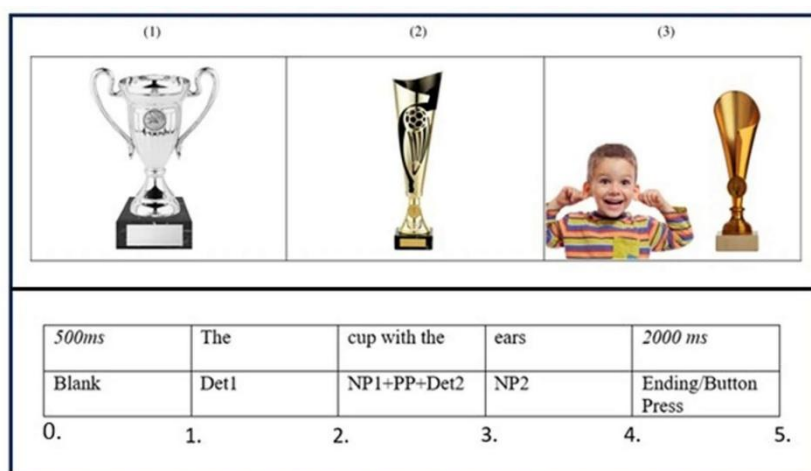 (1) (2) (3)
500ms The cup with the ears 2000 ms
Blank Det1 NP1+PP+Det2 NP2 Ending/Button
Press
0. 1. 2. 3. 4. 5.